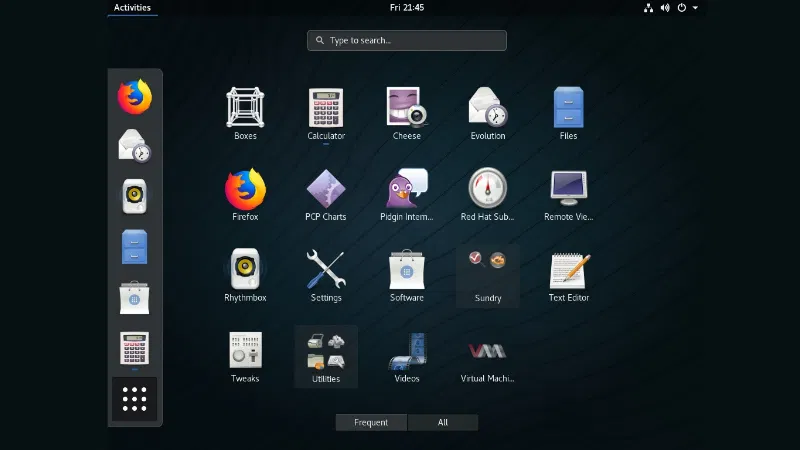 Activities
Fri 21:45
Type to search...
Boxes
Calculator
Cheese
Evolution
Files
Firefox
PCP Charts
Pidgin Intern...
Red Hat Sub...
Remote Vie...
Rhythmbox
Settings
Software
Sundry
Text Editor
Tweaks
Utilities
Videos
Virtual Machi...
Frequent
All